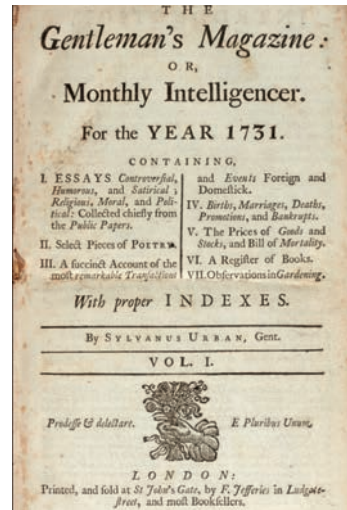 THE
Gentleman's Magazine:
OR,
Monthly Intelligencer.
For the YEAR 1731.
CONTAINING,
I. ESSAYS Controversial,
Humorous, and Satirical;
Religious, Moral, and Poli-
tical: Collected chiefly from
the Public Papers.
II. Select Pieces of POETRY.
III. A succinct Account of the
most remarkable Transactions
and Events Foreign and
Domestick.
IV. Births, Marriages, Deaths,
Promotions, and Bankrupts.
V. The Prices of Goods and
Stocks, and Bill of Mortality.
VI. A Register of Books.
VII. Observations in Gardening.
With proper INDEXES.
By SYLVANUS URBAN, Gent.
VOL. I.
Prodesse & delectare.
E Pluribus Unum.
LONDON:
Printed, and sold at St John's Gate, by F. Jefferies in Ludgate-
street, and most Booksellers.